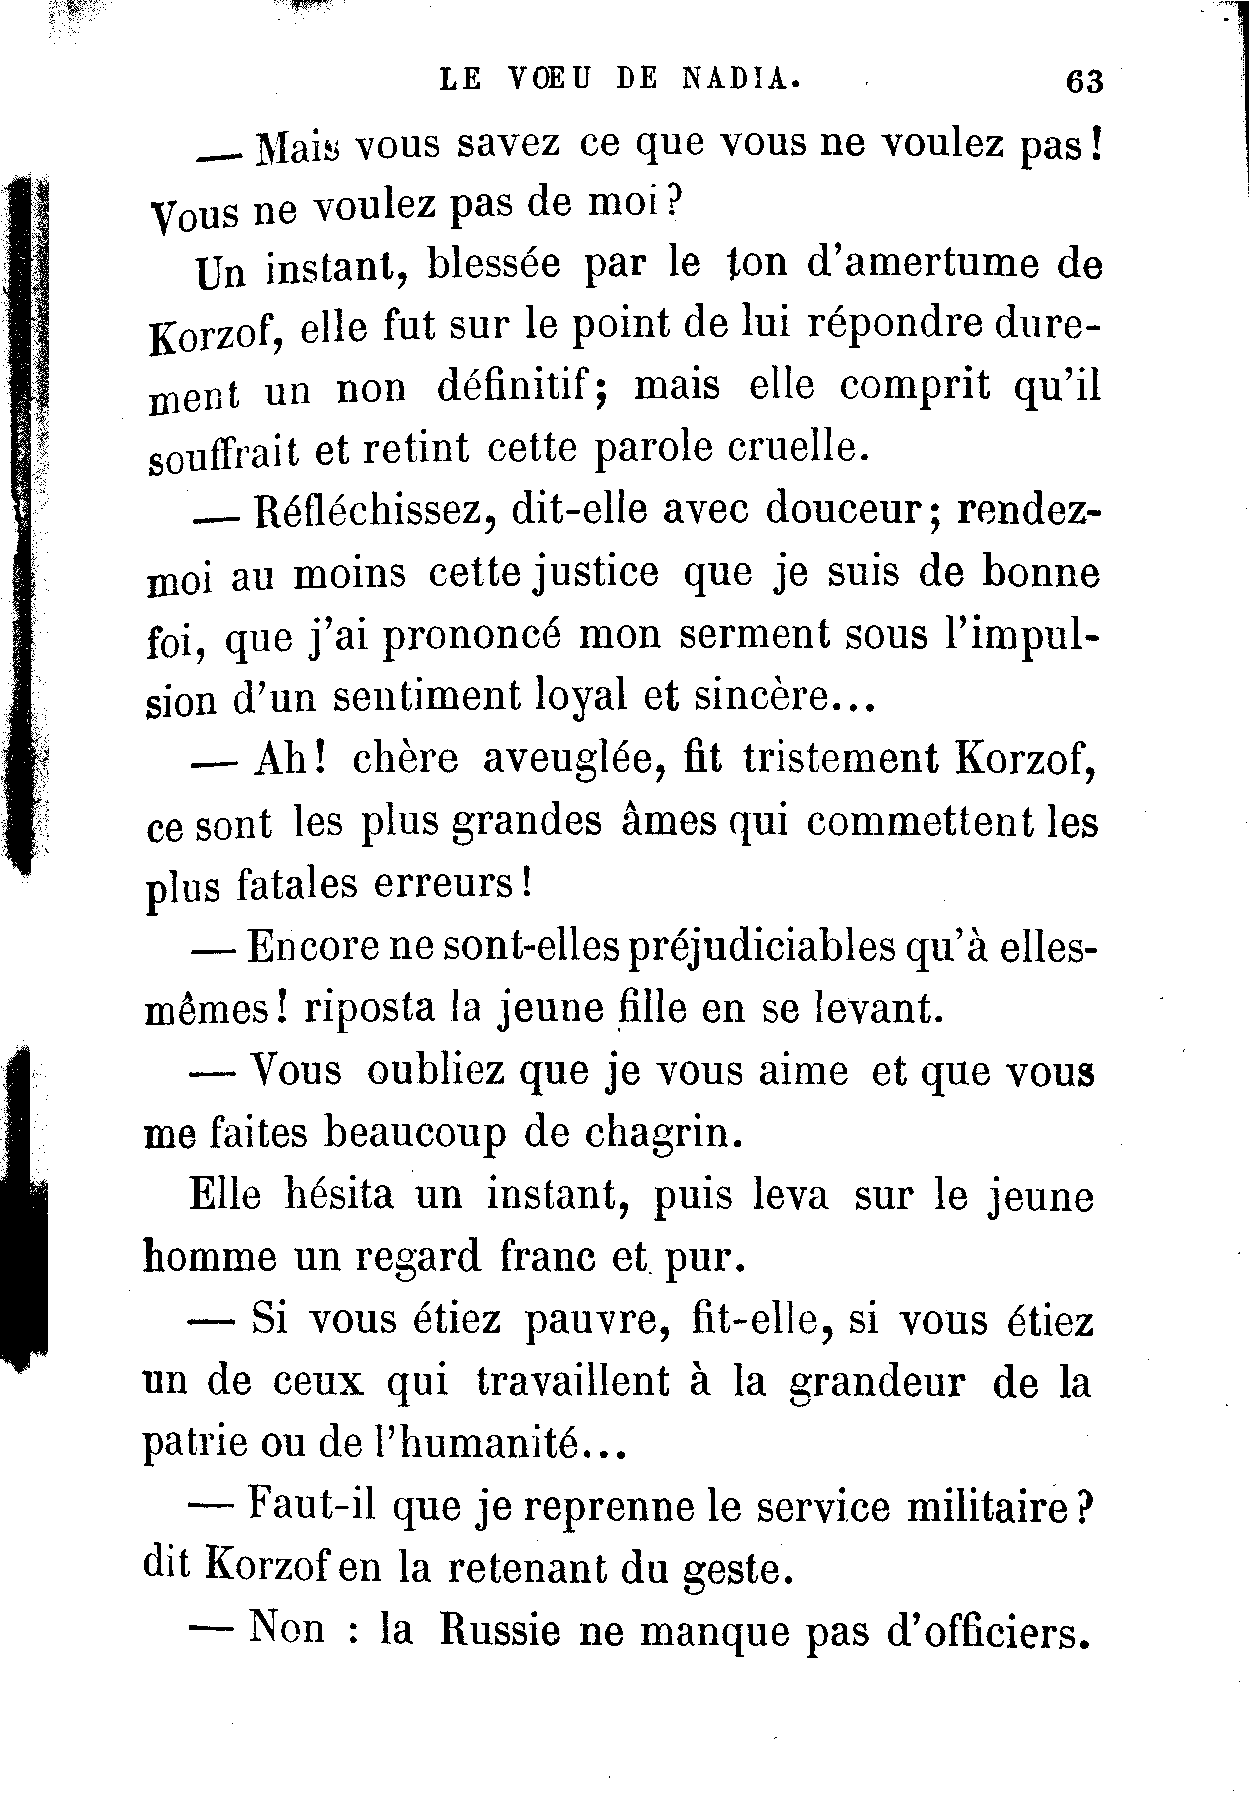 LE VŒU DE NADIA. 63
— Mais vous savez ce que vous ne voulez pas !
Vous ne voulez pas de moi ?
Un instant, blessée par le ton d'amertume de
Korzof, elle fut sur le point de lui répondre dure-
ment un non définitif; mais elle comprit qu'il
souffrait et retint cette parole cruelle.
— Réfléchissez, dit-elle avec douceur; rendez-
moi au moins cette justice que je suis de bonne
foi, que j'ai prononcé mon serment sous l'impul-
sion d'un sentiment loyal et sincère...
— Ah! chère aveuglée, fit tristement Korzof,
ce sont les plus grandes âmes qui commettent les
plus fatales erreurs !
— Encore ne sont-elles préjudiciables qu'à elles-
mêmes! riposta la jeune fille en se levant.
— Vous oubliez que je vous aime et que vous
me faites beaucoup de chagrin.
Elle hésita un instant, puis leva sur le jeune
homme un regard franc et pur.
— Si vous étiez pauvre, fit-elle, si vous étiez
un de ceux qui travaillent à la grandeur de la
patrie ou de l'humanité...
— Faut-il que je reprenne le service militaire ?
dit Korzof en la retenant du geste.
— Non : la Russie ne manque pas d'officiers.